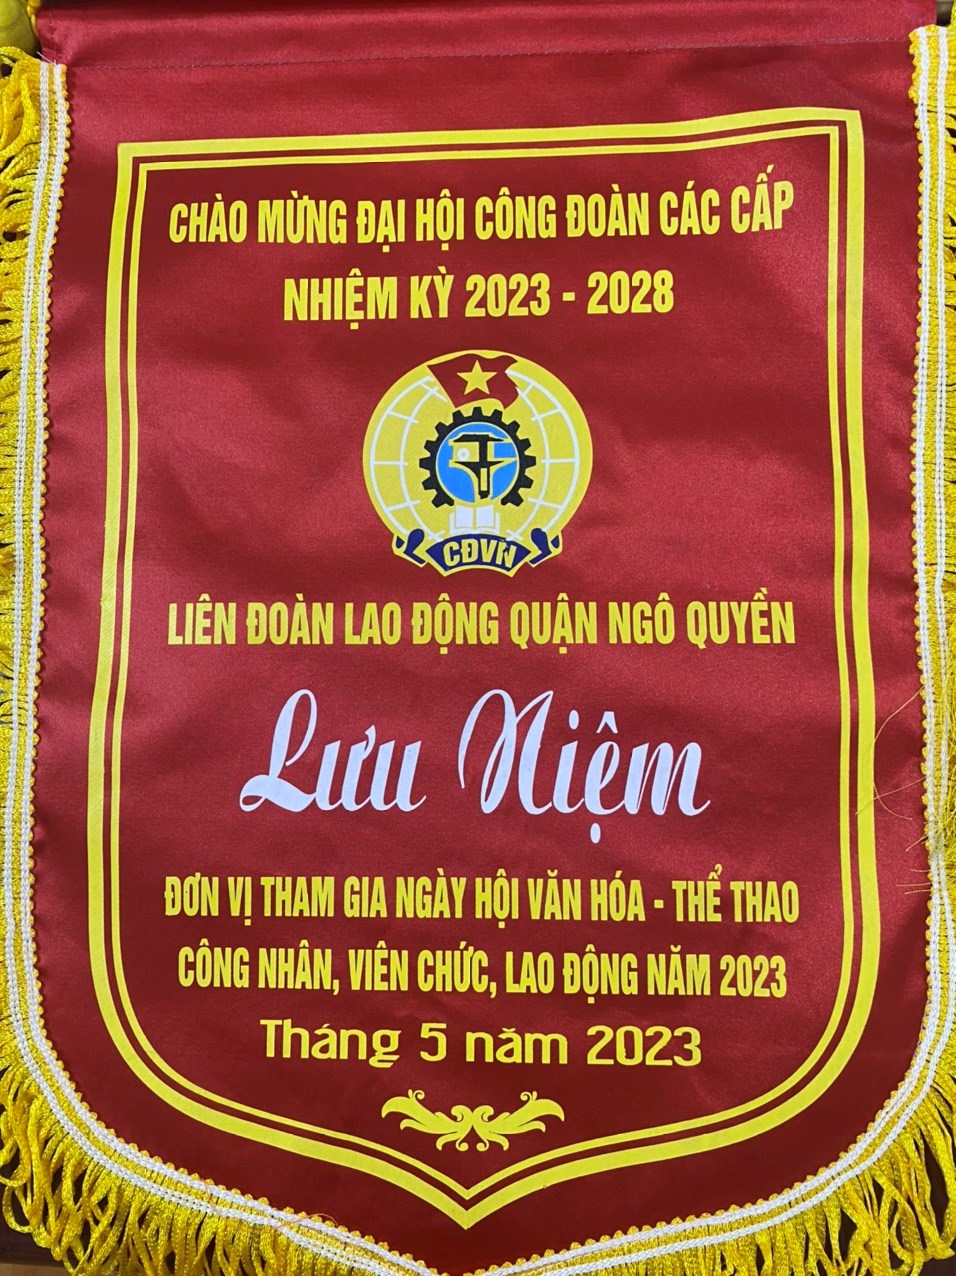 CHÀO MỪNG ĐẠI HỘI CÔNG ĐOÀN CÁC CẤP
NHIỆM KỲ 2023 - 2028
CĐVN
LIÊN ĐOÀN LAO ĐỘNG QUẬN NGÔ QUYỀN
Lưu Niệm
ĐƠN VỊ THAM GIA NGÀY HỘI VĂN HÓA - THỂ THAO
CÔNG NHÂN, VIÊN CHỨC, LAO ĐỘNG NĂM 2023
Tháng 5 năm 2023